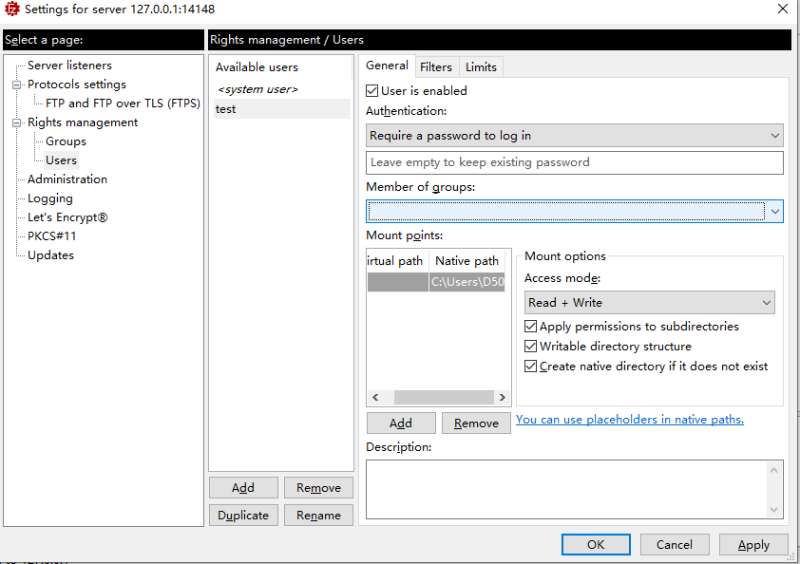 Settings for server 127.0.0.1:14148
Select a page:
Server listeners
Protocols settings
FTP and FTP over TLS (FTPS)
Rights management
Groups
Users
Administration
Logging
Let's Encrypt®
PKCS#11
Updates
Rights management / Users
Available users
<system user>
test
Add
Remove
Duplicate
Rename
General
Filters
Limits
User is enabled
Authentication:
Require a password to log in
Leave empty to keep existing password
Member of groups:
Mount points:
irtual path
Native path
C:\Users\D50
Add
Remove
Mount options
Access mode:
Read + Write
Apply permissions to subdirectories
Writable directory structure
Create native directory if it does not exist
You can use placeholders in native paths.
Description:
OK
Cancel
Apply